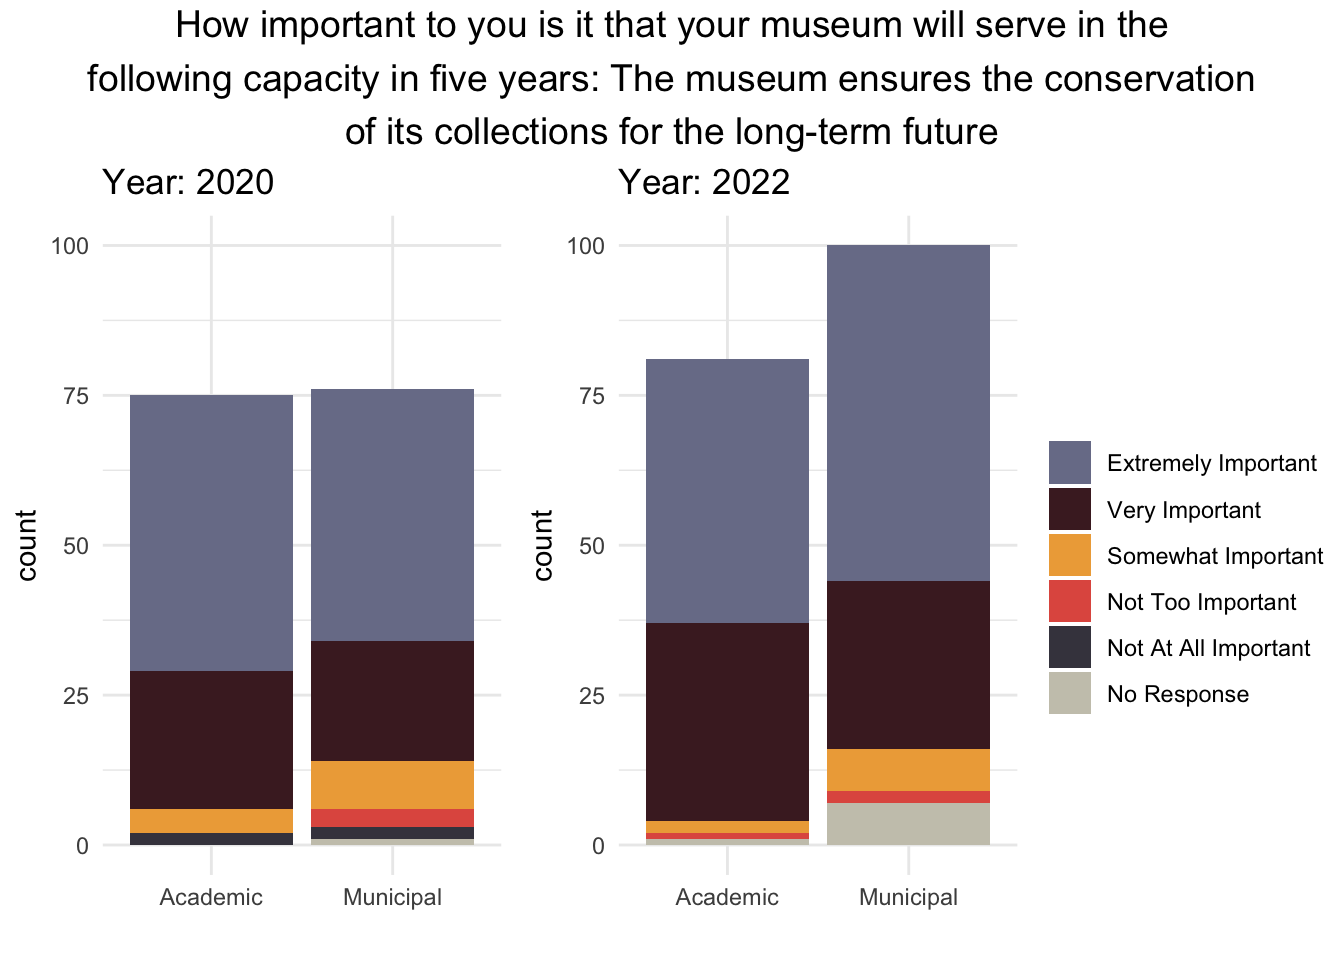 How important to you is it that your museum will serve in the
following capacity in five years: The museum ensures the conservation
of its collections for the long-term future
Year: 2020
100
75
50
25
0
count
Academic
Municipal
Year: 2022
100
75
50
25
0
count
Academic
Municipal
Extremely Important
Very Important
Somewhat Important
Not Too Important
Not At All Important
No Response